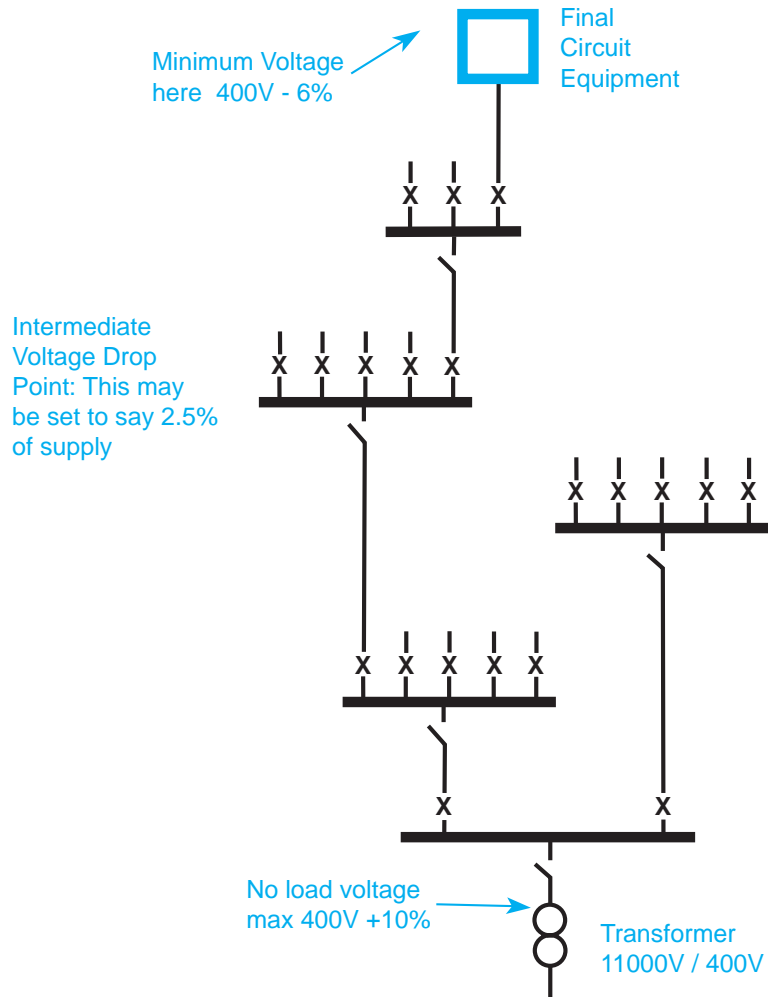 Final
Circuit
Equipment
Minimum Voltage
here 400V - 6%
X X X
Intermediate
Voltage Drop
Point: This may
be set to say 2.5%
of supply
X X X X X
X X X X X
X X X X X
X X
No load voltage
max 400V +10%
Transformer
11000V / 400V